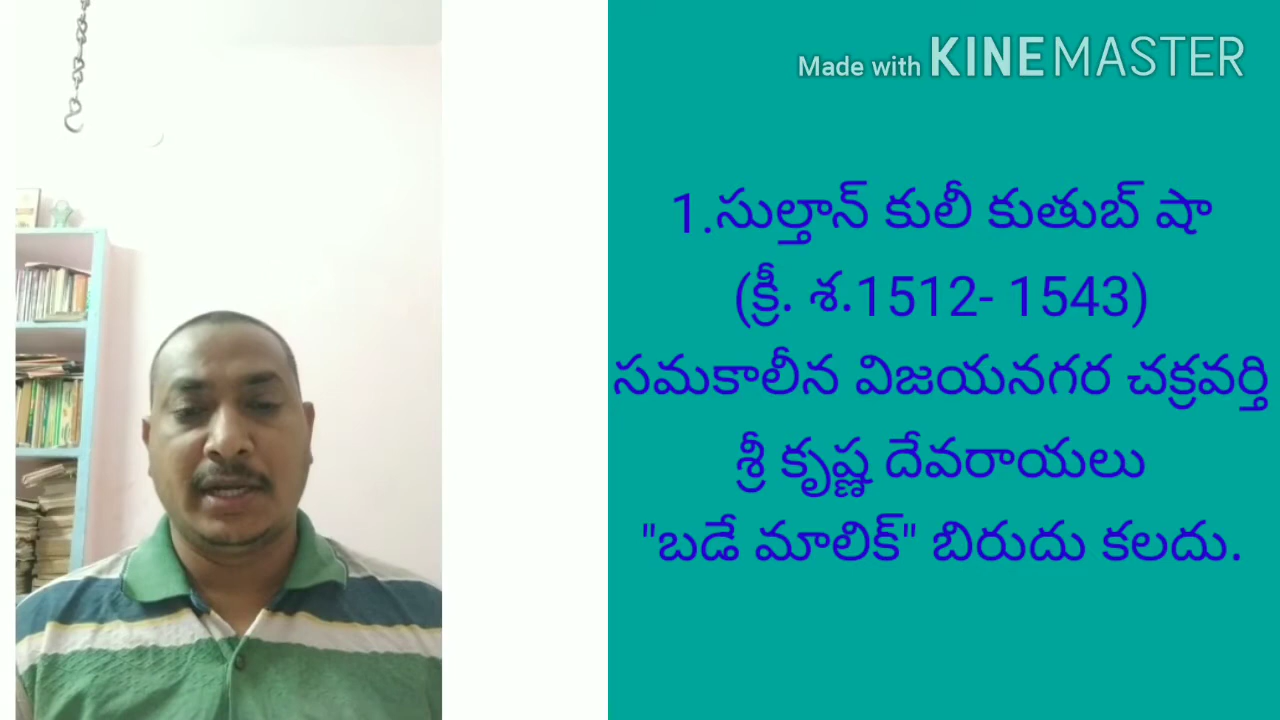 Made with KINEMASTER
1.సుల్తాన్ కులీ కుతుబ్ షా
(క్రీ. శ.1512- 1543)
సమకాలీన విజయనగర చక్రవర్తి
శ్రీ కృష్ణ దేవరాయలు
"బడే మాలిక్" బిరుదు కలదు.